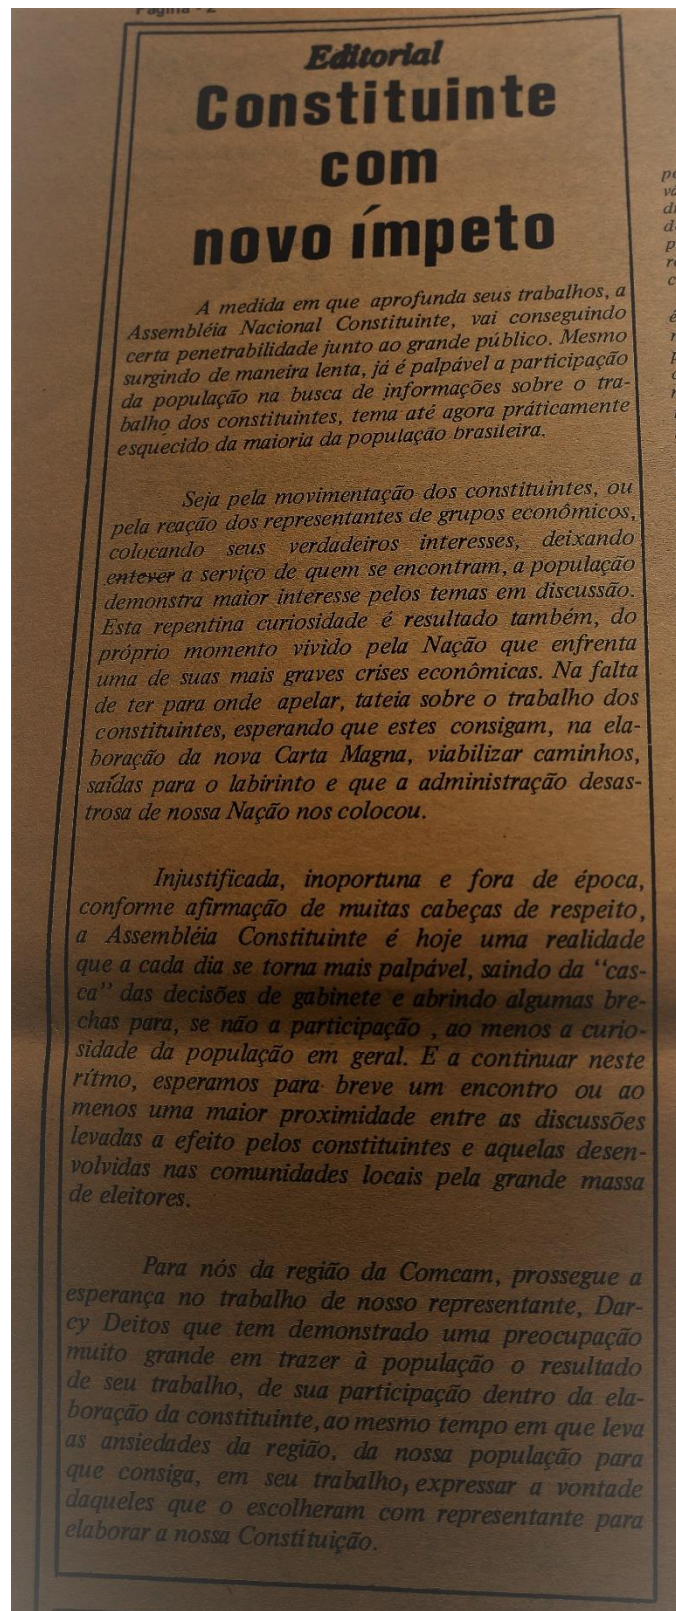 Página - 2
Editorial
Constituinte
com
novo ímpeto
A medida em que aprofunda seus trabalhos, a
Assembléia Nacional Constituinte, vai conseguindo
certa penetrabilidade junto ao grande público. Mesmo
surgindo de maneira lenta, já é palpável a participação
da população na busca de informações sobre o tra-
balho dos constituintes, tema até agora práticamente
esquecido da maioria da população brasileira.
Seja pela movimentação dos constituintes, ou
pela reação dos representantes de grupos econômicos,
colocando seus verdadeiros interesses, deixando
entever a serviço de quem se encontram, a população
demonstra maior interesse pelos temas em discussão.
Esta repentina curiosidade é resultado também, do
próprio momento vivido pela Nação que enfrenta
uma de suas mais graves crises econômicas. Na falta
de ter para onde apelar, tateia sobre o trabalho dos
constituintes, esperando que estes consigam, na ela-
boração da nova Carta Magna, viabilizar caminhos,
saídas para o labirinto e que a administração desas-
trosa de nossa Nação nos colocou.
Injustificada, inoportuna e fora de época,
conforme afirmação de muitas cabeças de respeito,
a Assembléia Constituinte é hoje uma realidade
que a cada dia se torna mais palpável, saindo da “cas-
ca” das decisões de gabinete e abrindo algumas bre-
chas para, se não a participação , ao menos a curio-
sidade da população em geral. E a continuar neste
rítmo, esperamos para breve um encontro ou ao
menos uma maior proximidade entre as discussões
levadas a efeito pelos constituintes e aquelas desen-
volvidas nas comunidades locais pela grande massa
de eleitores.
Para nós da região da Comcam, prossegue a
esperança no trabalho de nosso representante, Dar-
cy Deitos que tem demonstrado uma preocupação
muito grande em trazer à população o resultado
de seu trabalho, de sua participação dentro da ela-
boração da constituinte, ao mesmo tempo em que leva
as ansiedades da região, da nossa população para
que consiga, em seu trabalho, expressar a vontade
daqueles que o escolheram com representante para
elaborar a nossa Constituição.